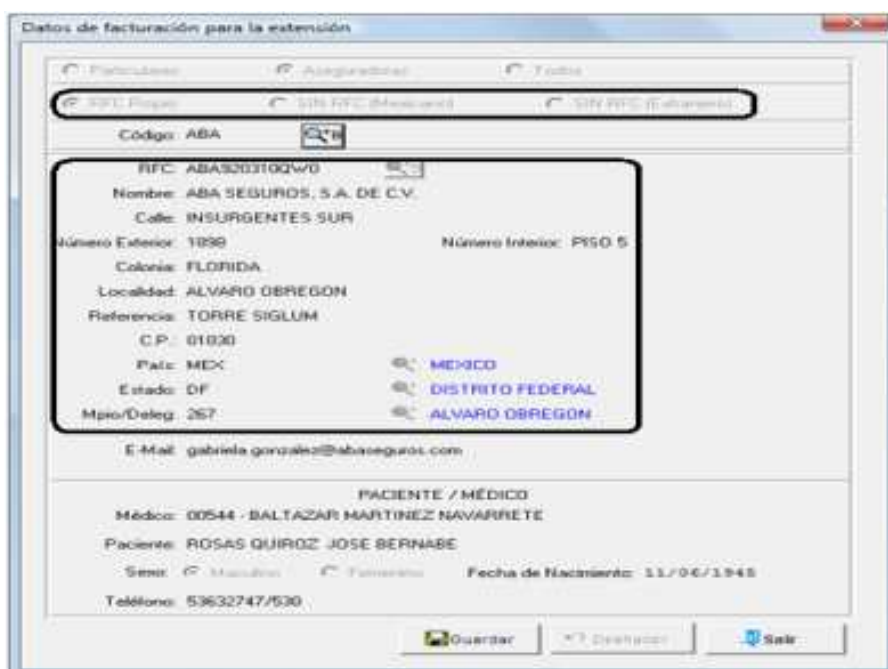 Datos de facturación para la extensión
Particulares Aseguradoras Todos
RFC Propio SIN RFC (Mexicano) SIN RFC (Extranjero)
Código: ABA
RFC: ABA920310QW0
Nombre: ABA SEGUROS, S.A. DE C.V.
Calle: INSURGENTES SUR
Número Exterior: 1898 Número Interior: PISO 5
Colonia: FLORIDA
Localidad: ALVARO OBREGON
Referencia: TORRE SIGLUM
C.P.: 01030
País: MEX MEXICO
Estado: DF DISTRITO FEDERAL
Mpio/Deleg: 267 ALVARO OBREGON
E-Mail: gabriela.gonzalez@abaseguros.com
PACIENTE / MÉDICO
Médico: 00544 - BALTAZAR MARTINEZ NAVARRETE
Paciente: ROSAS QUIROZ JOSE BERNABE
Sexo: Masculino Femenino Fecha de Nacimiento: 11/06/1945
Teléfono: 53632747/530
Guardar Deshacer Salir